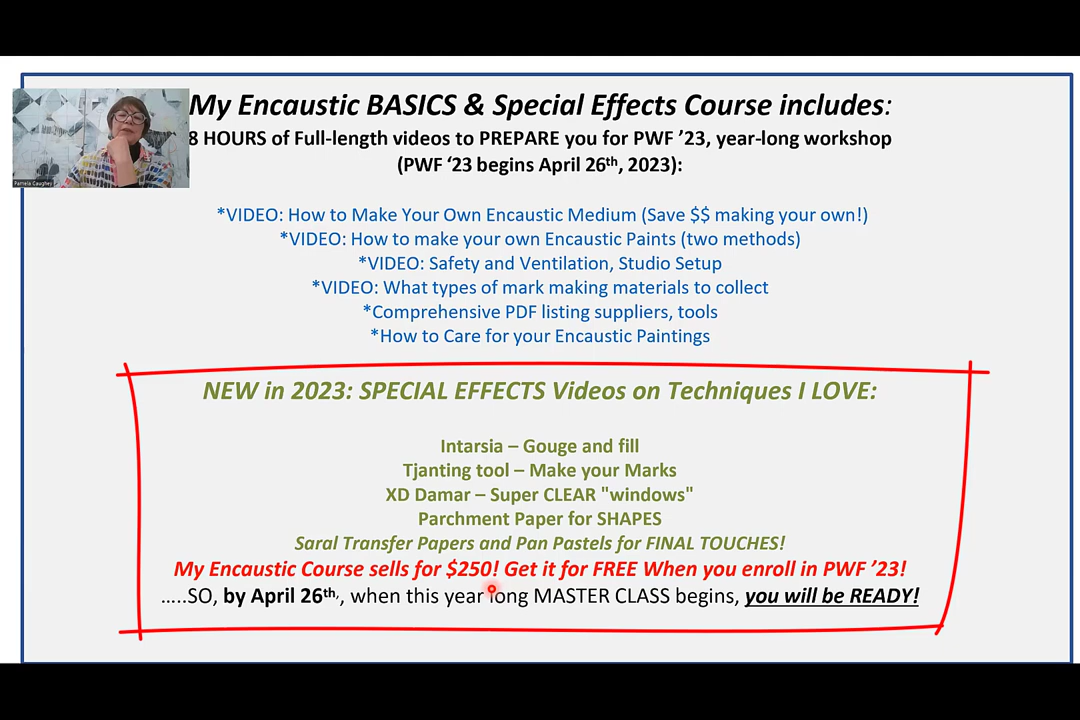 My Encaustic BASICS & Special Effects Course includes:
8 HOURS of Full-length videos to PREPARE you for PWF ’23, year-long workshop
(PWF ‘23 begins April 26th, 2023):
Pamela Caughey
*VIDEO: How to Make Your Own Encaustic Medium (Save $$ making your own!)
*VIDEO: How to make your own Encaustic Paints (two methods)
*VIDEO: Safety and Ventilation, Studio Setup
*VIDEO: What types of mark making materials to collect
*Comprehensive PDF listing suppliers, tools
*How to Care for your Encaustic Paintings
NEW in 2023: SPECIAL EFFECTS Videos on Techniques I LOVE:
Intarsia – Gouge and fill
Tjanting tool – Make your Marks
XD Damar – Super CLEAR "windows"
Parchment Paper for SHAPES
Saral Transfer Papers and Pan Pastels for FINAL TOUCHES!
My Encaustic Course sells for $250! Get it for FREE When you enroll in PWF ’23!
…..SO, by April 26th,, when this year long MASTER CLASS begins, you will be READY!